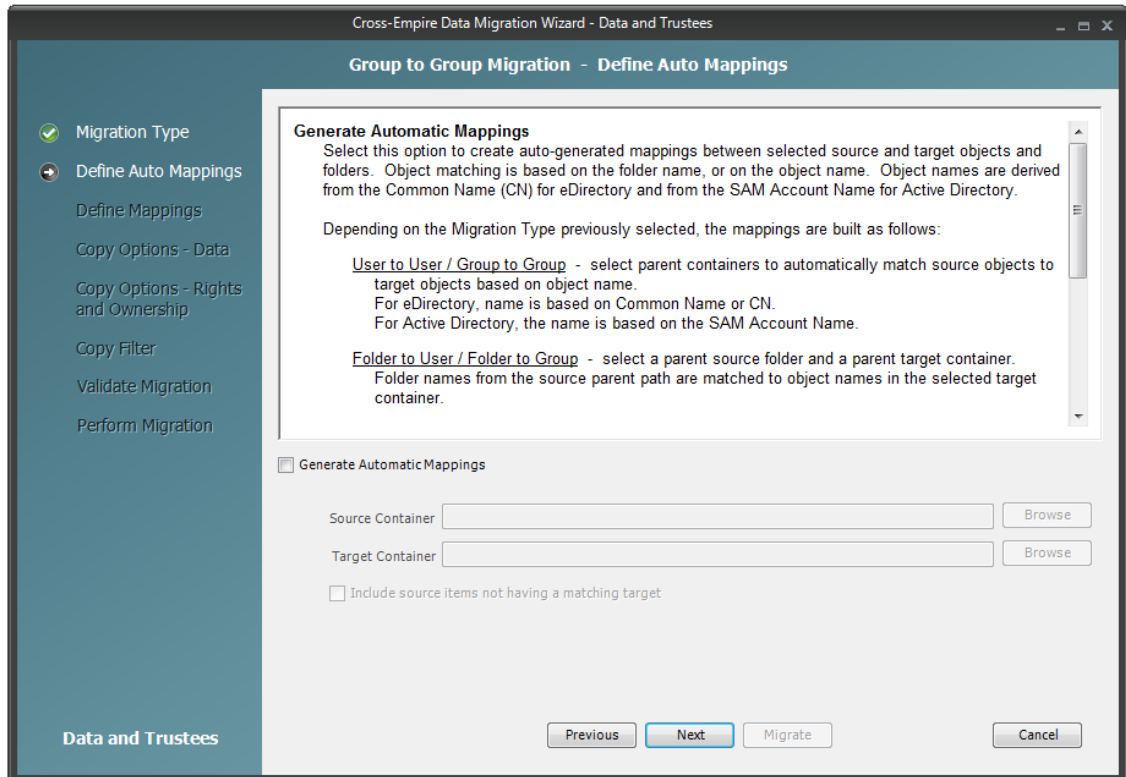 Cross-Empire Data Migration Wizard - Data and Trustees
Group to Group Migration - Define Auto Mappings
Migration Type
Define Auto Mappings
Define Mappings
Copy Options - Data
Copy Options - Rights
and Ownership
Copy Filter
Validate Migration
Perform Migration
Data and Trustees
Generate Automatic Mappings
Select this option to create auto-generated mappings between selected source and target objects and
folders. Object matching is based on the folder name, or on the object name. Object names are derived
from the Common Name (CN) for eDirectory and from the SAM Account Name for Active Directory.
Depending on the Migration Type previously selected, the mappings are built as follows:
User to User / Group to Group - select parent containers to automatically match source objects to
target objects based on object name.
For eDirectory, name is based on Common Name or CN.
For Active Directory, the name is based on the SAM Account Name.
Folder to User / Folder to Group - select a parent source folder and a parent target container.
Folder names from the source parent path are matched to object names in the selected target
container.
Generate Automatic Mappings
Source Container
Browse
Target Container
Browse
Include source items not having a matching target
Previous
Next
Migrate
Cancel